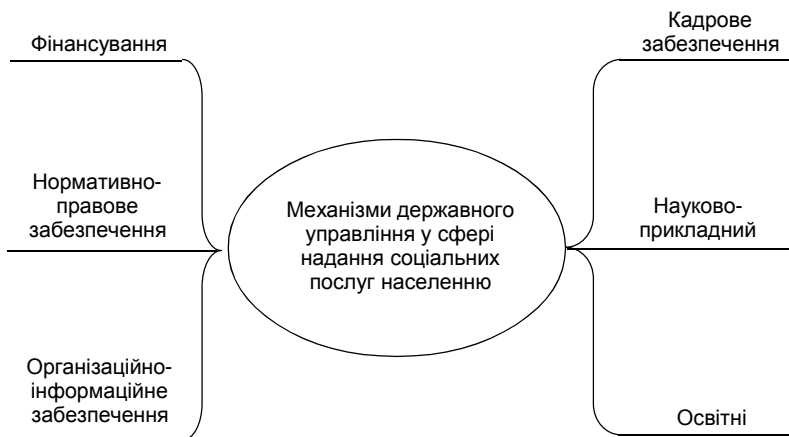 Фінансування
Нормативно-
правове
забезпечення
Організаційно-
інформаційне
забезпечення
Механізми державного
управління у сфері
надання соціальних
послуг населенню
Кадрове
забезпечення
Науково-
прикладний
Освітні